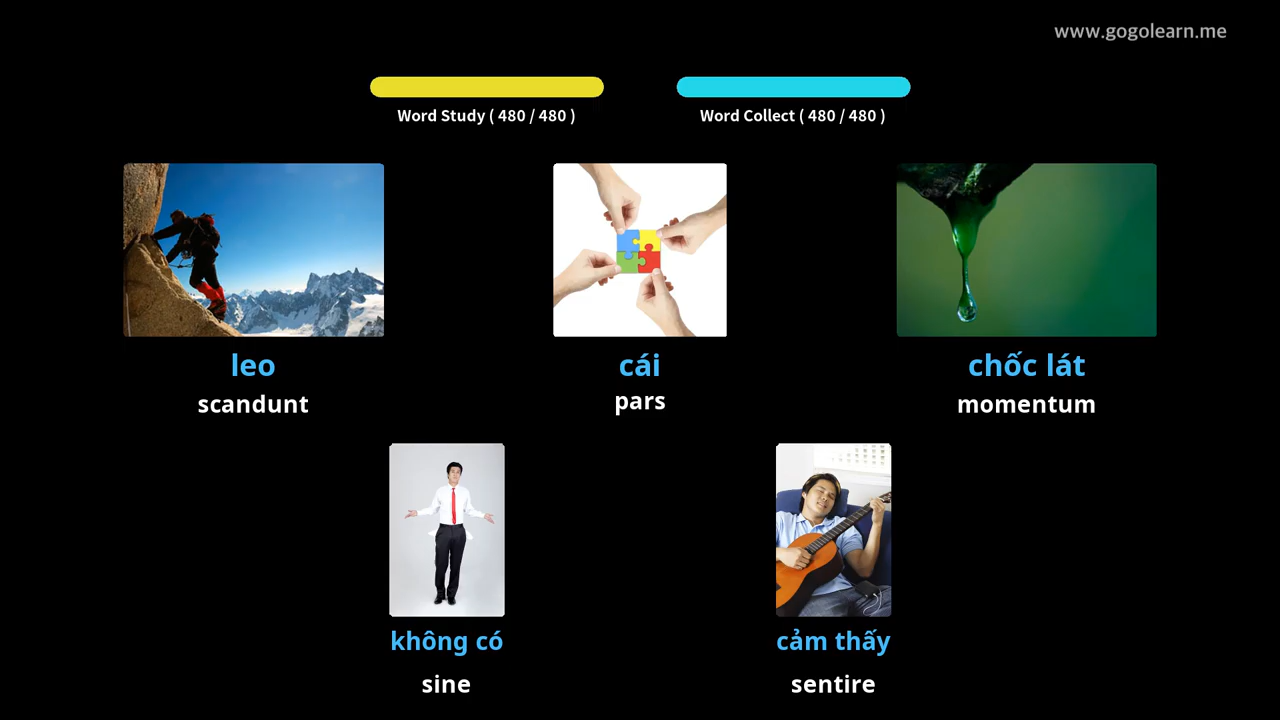 www.gogolearn.me
Word Study ( 480 / 480 )
Word Collect ( 480 / 480 )
leo
cái
chốc lát
scandunt
pars
momentum
không có
cảm thấy
sine
sentire